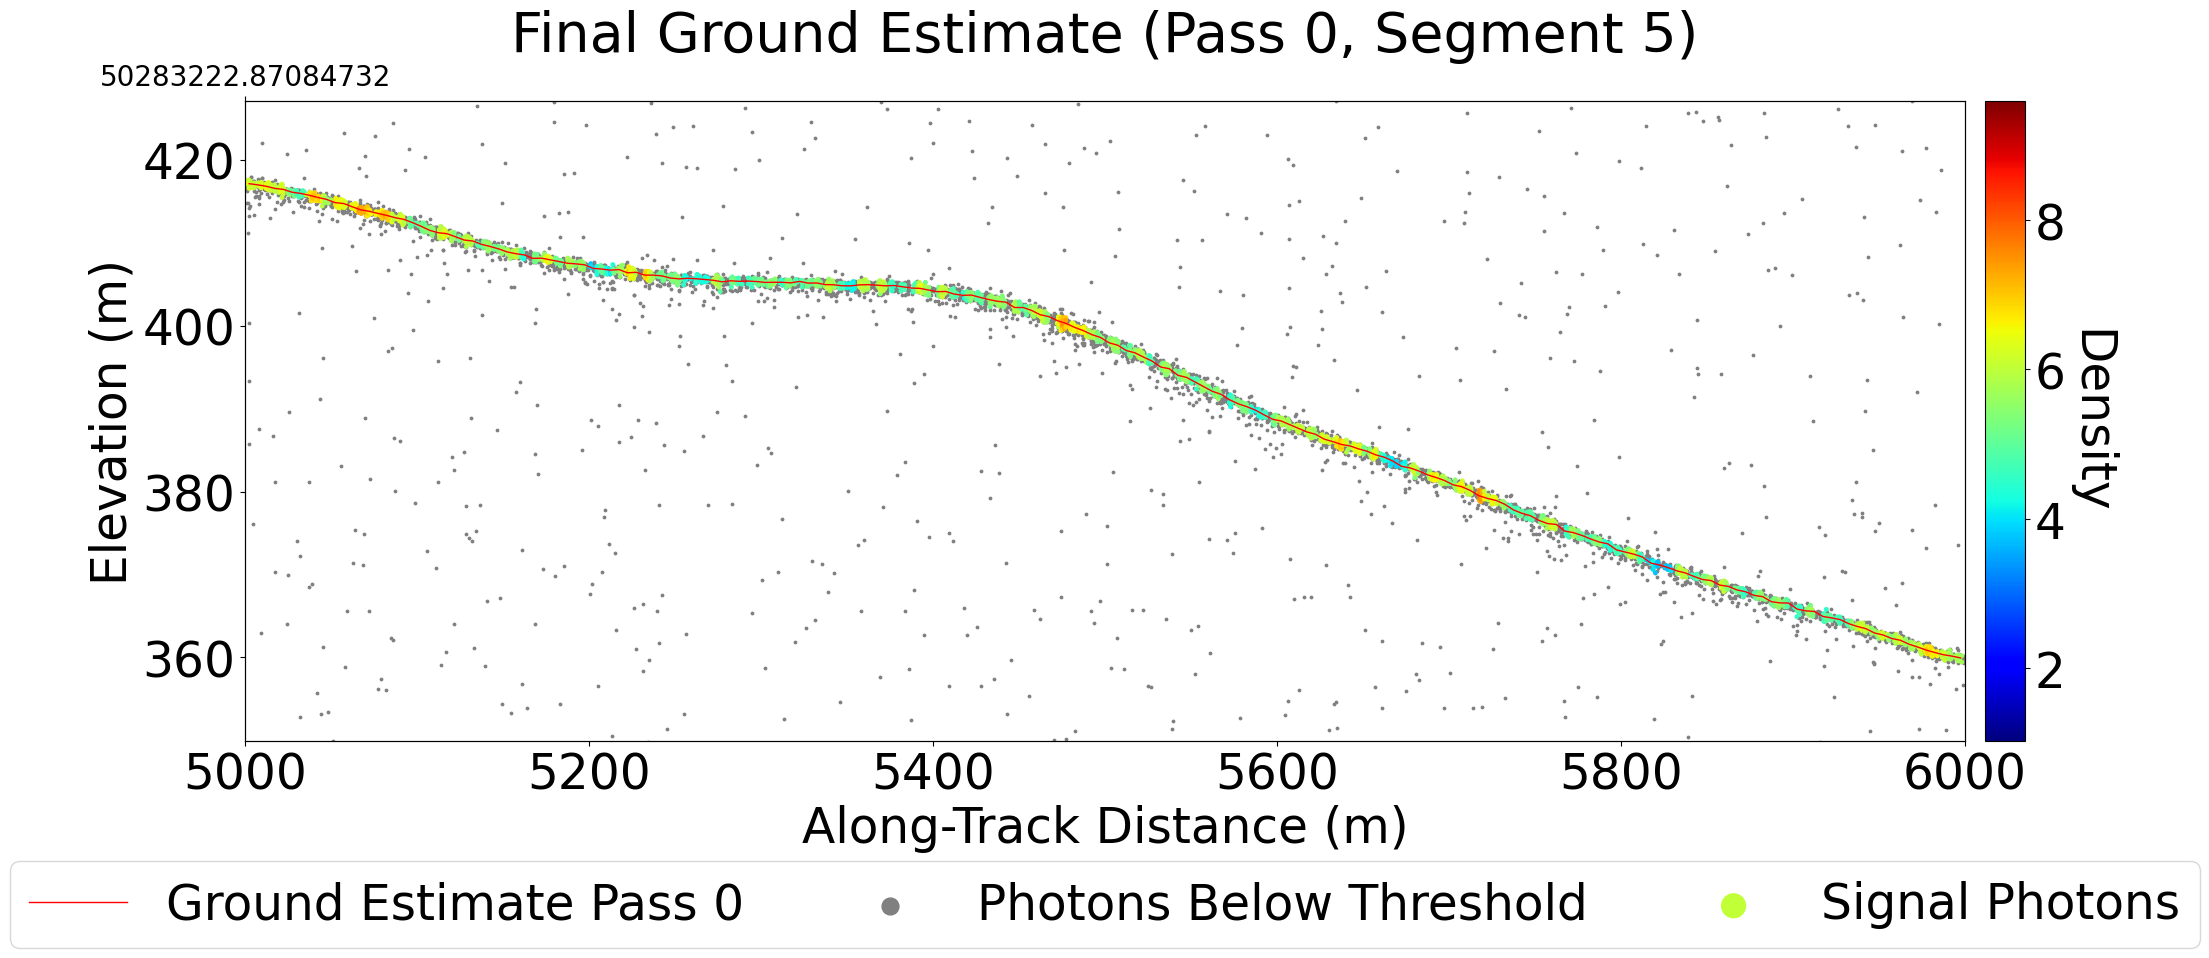 Final Ground Estimate (Pass 0, Segment 5)
50283222.87084732
420
400
380
360
Elevation (m)
5000 5200 5400 5600 5800 6000
Along-Track Distance (m)
8
6
4
2
Density
Ground Estimate Pass 0 Photons Below Threshold Signal Photons